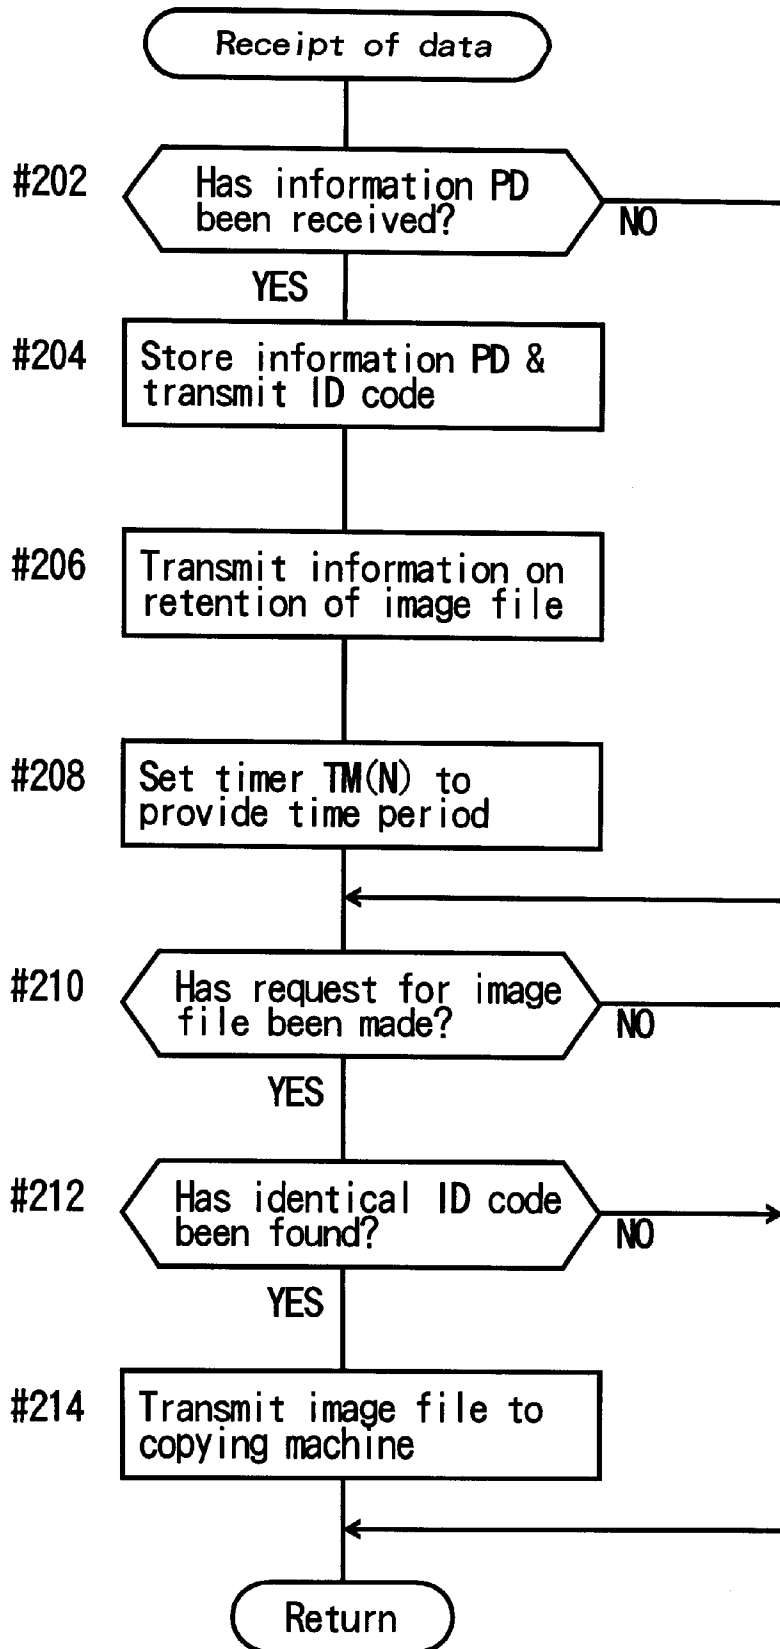 Receipt of data
#202
Has information PD
been received?
NO
YES
#204
Store information PD &
transmit ID code
#206
Transmit information on
retention of image file
#208
Set timer TM(N) to
provide time period
#210
Has request for image
file been made?
NO
YES
#212
Has identical ID code
been found?
NO
YES
#214
Transmit image file to
copying machine
Return